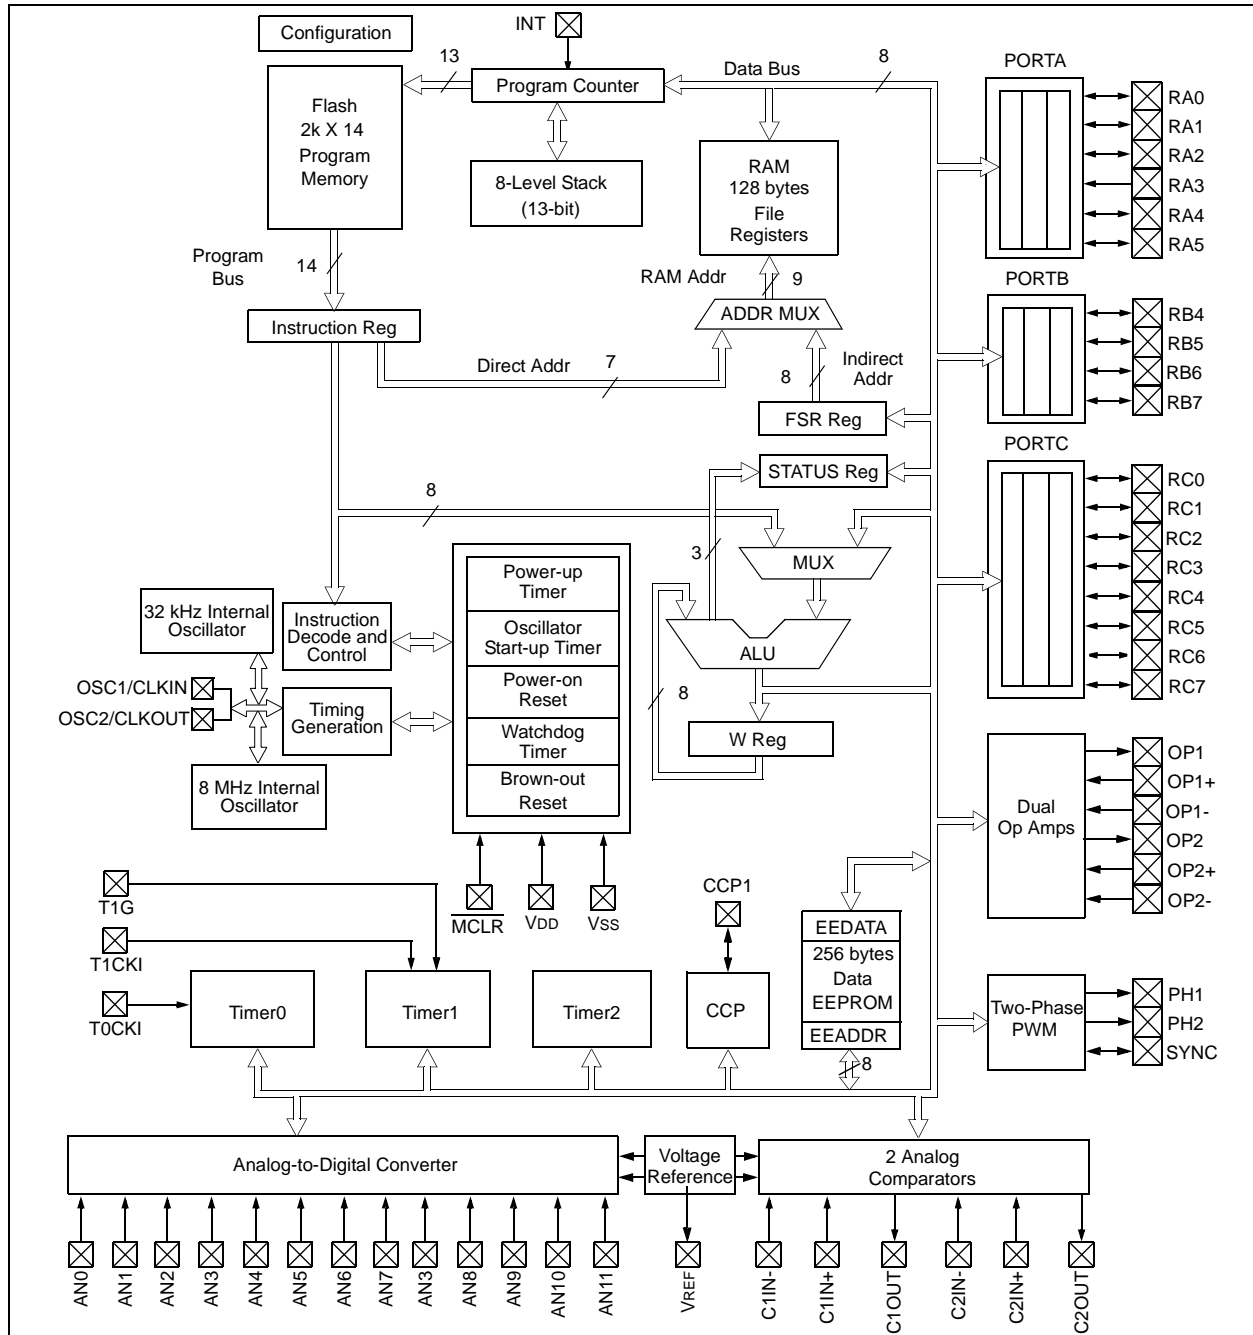 Configuration
INT
13
Program Counter
Data Bus
8
PORTA
Flash
2k X 14
Program
Memory
8-Level Stack
(13-bit)
RAM
128 bytes
File
Registers
RA0
RA1
RA2
RA3
RA4
RA5
Program
Bus
14
RAM Addr
9
PORTB
Instruction Reg
ADDR MUX
RB4
RB5
RB6
RB7
Direct Addr
7
8
Indirect
Addr
FSR Reg
PORTC
STATUS Reg
8
3
MUX
RC0
RC1
RC2
RC3
RC4
RC5
RC6
RC7
Power-up
Timer
Oscillator
Start-up Timer
Power-on
Reset
Watchdog
Timer
Brown-out
Reset
32 kHz Internal
Oscillator
Instruction
Decode and
Control
ALU
OSC1/CLKIN
OSC2/CLKOUT
Timing
Generation
8
W Reg
8 MHz Internal
Oscillator
Dual
Op Amps
OP1
OP1+
OP1-
OP2
OP2+
OP2-
T1G
MCLR
VDD
VSS
CCP1
T1CKI
EEDATA
256 bytes
Data
EEPROM
EEADDR
T0CKI
Timer0
Timer1
Timer2
CCP
8
Two-Phase
PWM
PH1
PH2
SYNC
Analog-to-Digital Converter
Voltage
Reference
2 Analog
Comparators
AN0
AN1
AN2
AN3
AN4
AN5
AN6
AN7
AN3
AN8
AN9
AN10
AN11
VREF
C1IN-
C1IN+
C1OUT
C2IN-
C2IN+
C2OUT